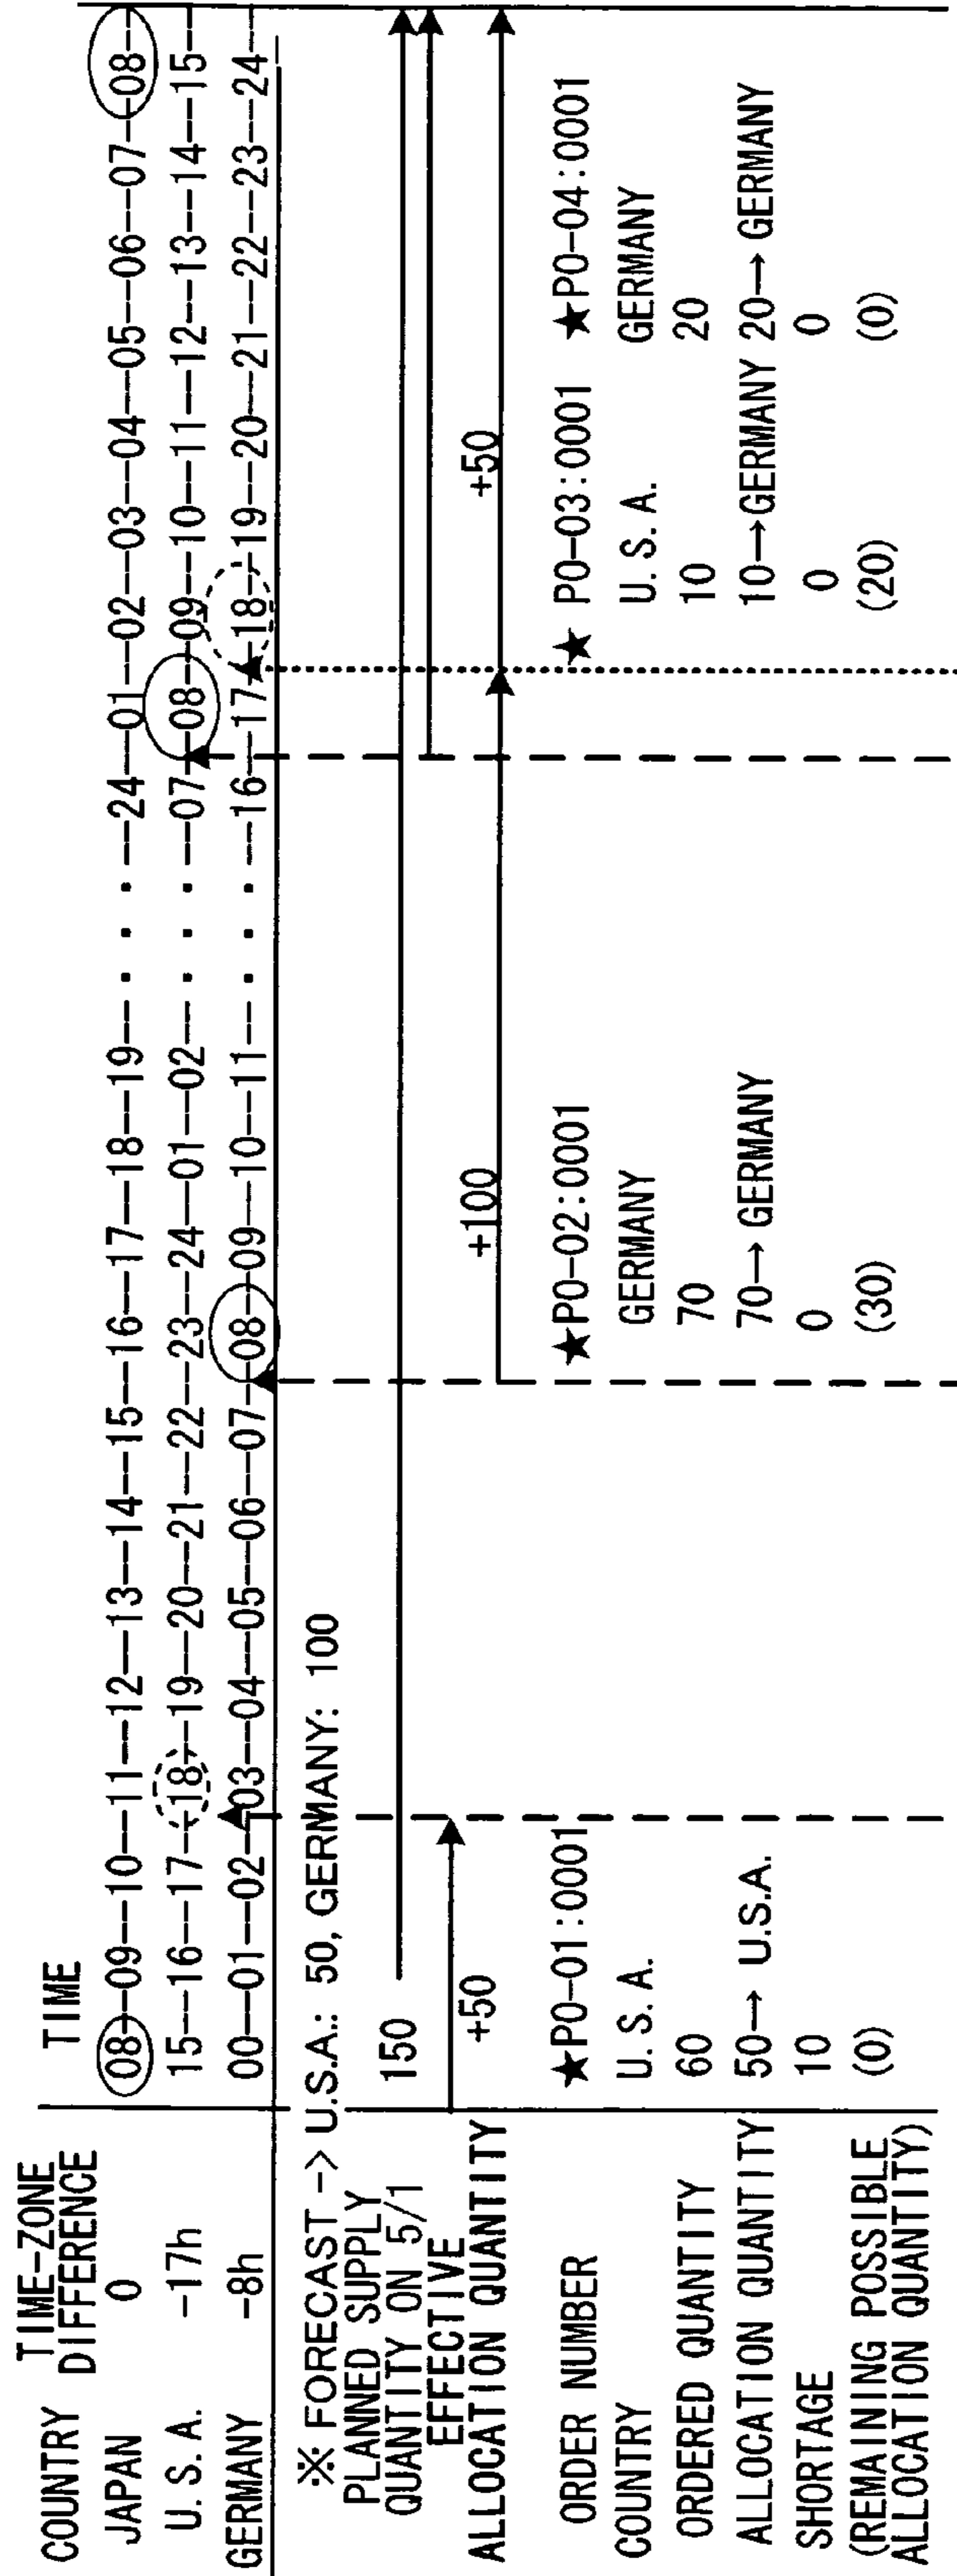 COUNTRY TIME-ZONE DIFFERENCE TIME
JAPAN 0 08--09--10--11--12--13--14--15--16--17--18--19-- · · · --24--01--02--03--04--05--06--07--08--
U.S.A. -17h 15--16--17--18--19--20--21--22--23--24--01--02-- · · · --07--08--09--10--11--12--13--14--15--
GERMANY -8h 00--01--02--03--04--05--06--07--08--09--10--11-- · · · --16--17--18--19--20--21--22--23--24--
※ FORECAST -> U.S.A.: 50, GERMANY: 100
PLANNED SUPPLY
QUANTITY ON 5/1 150
EFFECTIVE
ALLOCATION QUANTITY +50 +100 +50
ORDER NUMBER ★PO-01:0001 ★PO-02:0001 ★ PO-03:0001 ★PO-04:0001
COUNTRY U.S.A. GERMANY U.S.A. GERMANY
ORDERED QUANTITY 60 70 10 20
ALLOCATION QUANTITY 50→ U.S.A. 70→ GERMANY 10→GERMANY 20→ GERMANY
SHORTAGE 10 0 0 0
(REMAINING POSSIBLE (0) (30) (20) (0)
ALLOCATION QUANTITY)